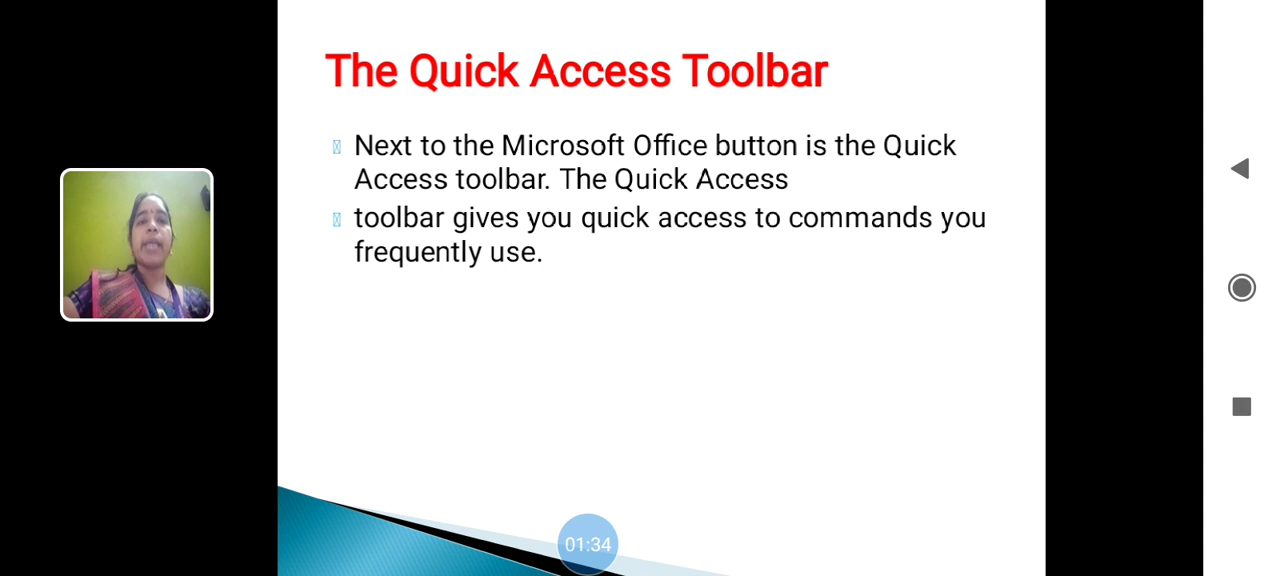 The Quick Access Toolbar
Next to the Microsoft Office button is the Quick
Access toolbar. The Quick Access
toolbar gives you quick access to commands you
frequently use.
01:34